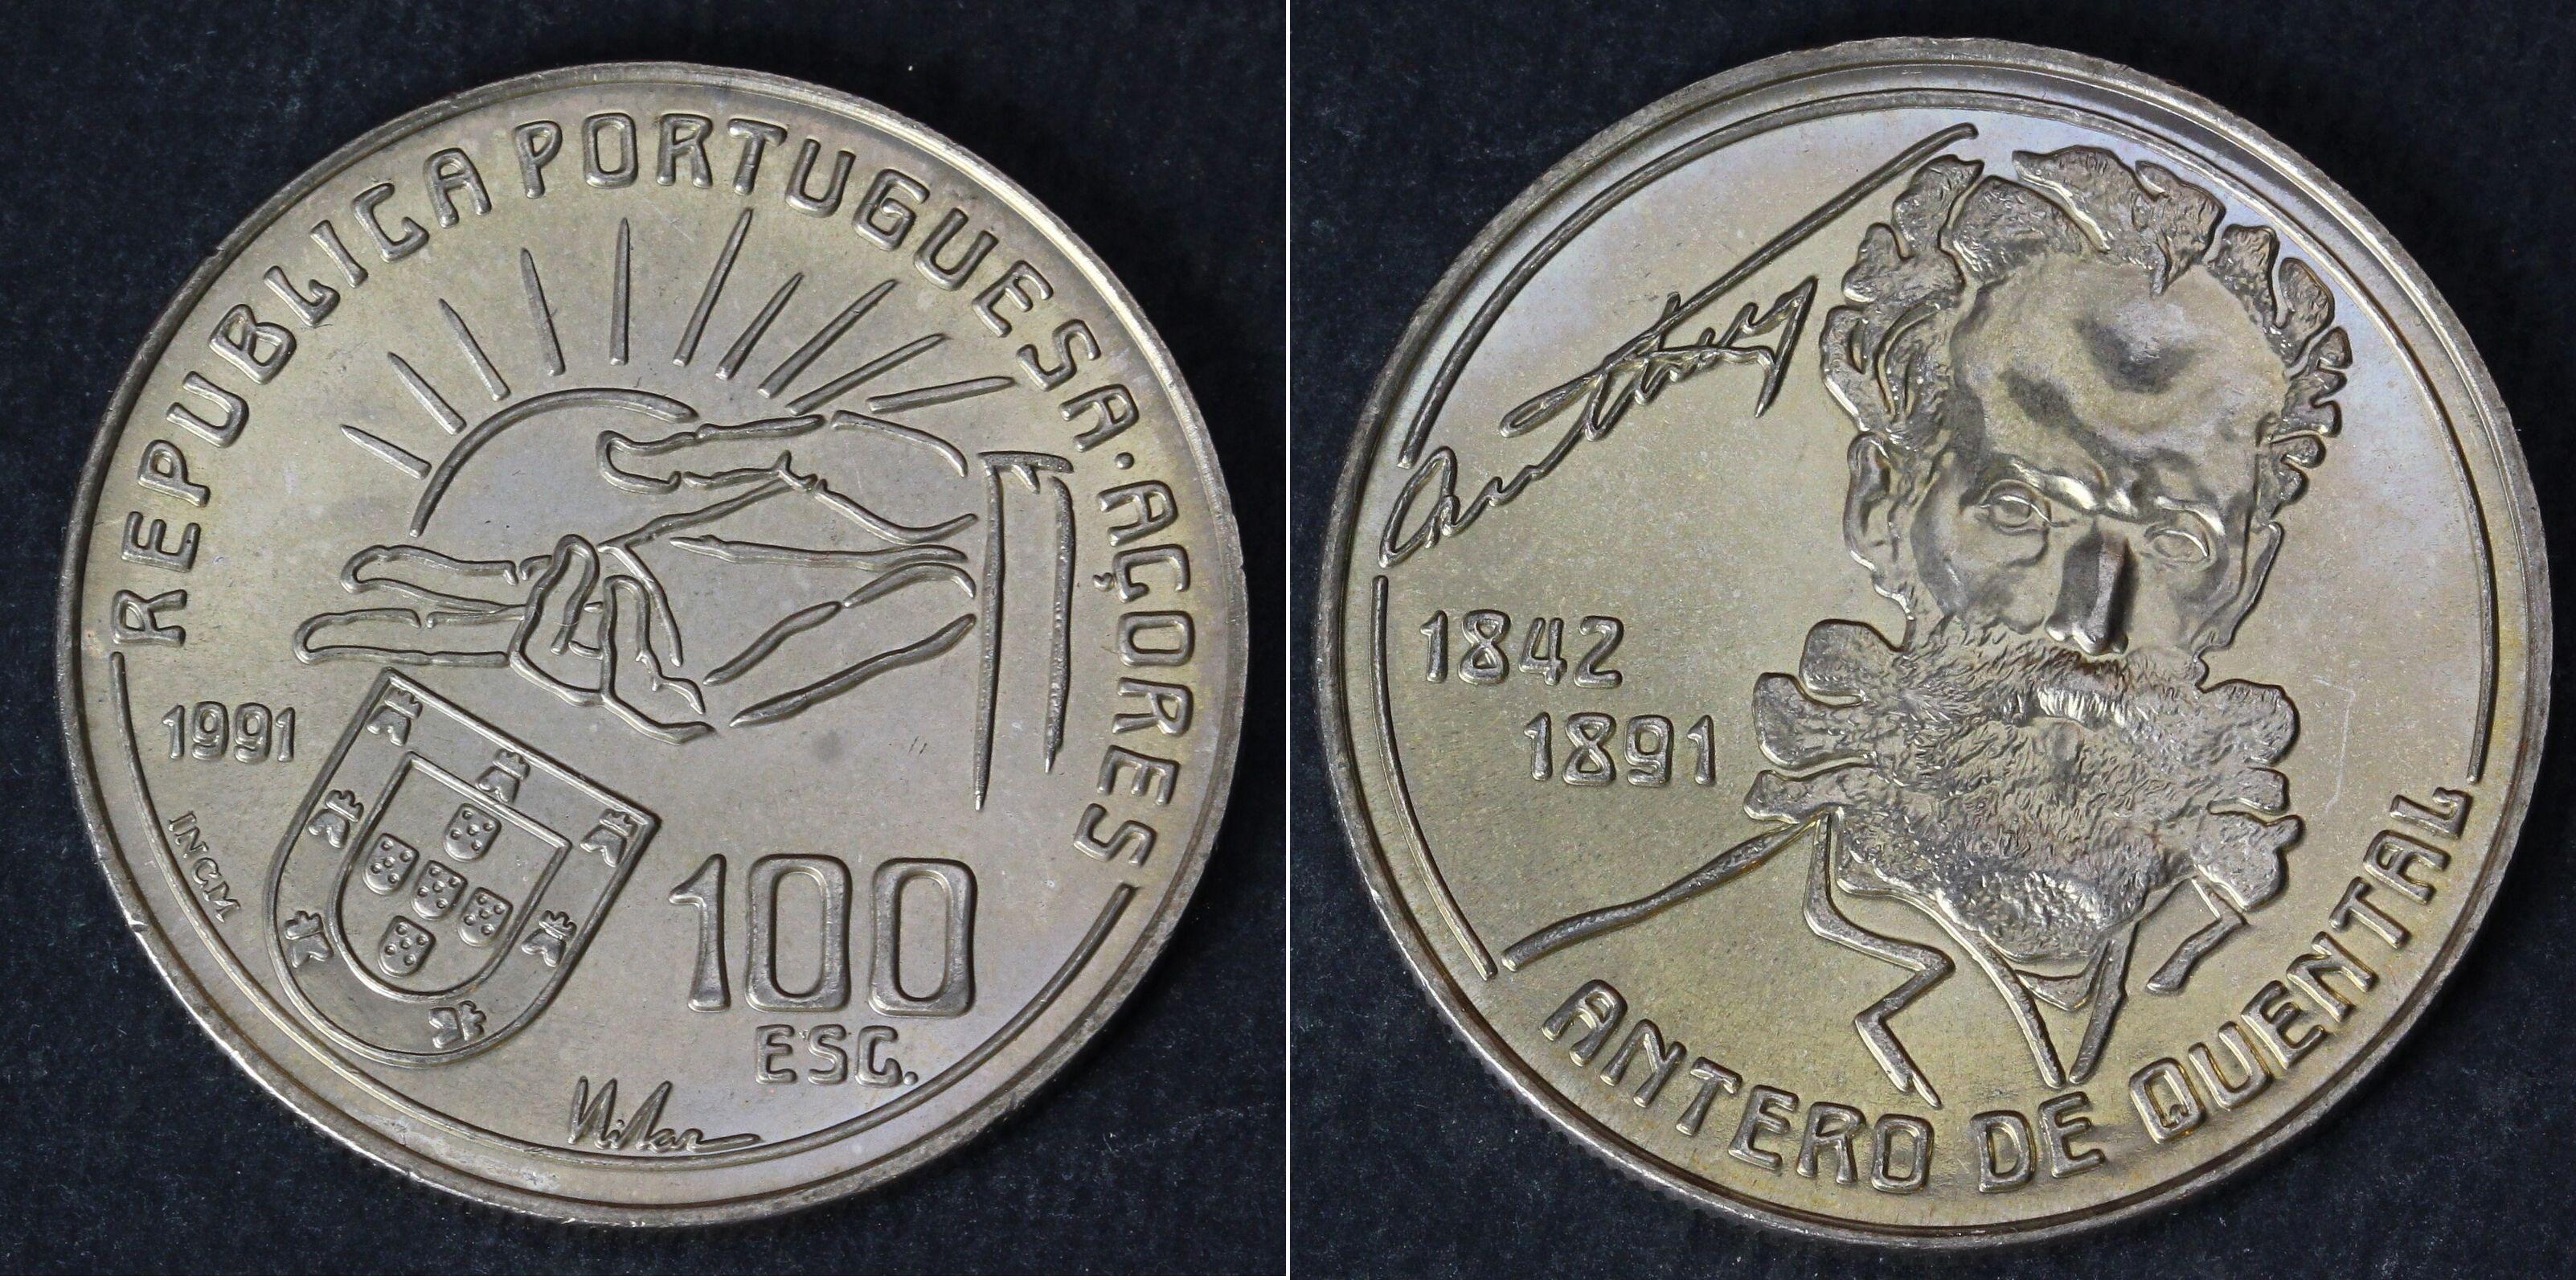 REPUBLICA PORTUGUESA · AÇORES
1991
INCM
100
ESC.
1842
1891
ANTERO DE QUENTAL